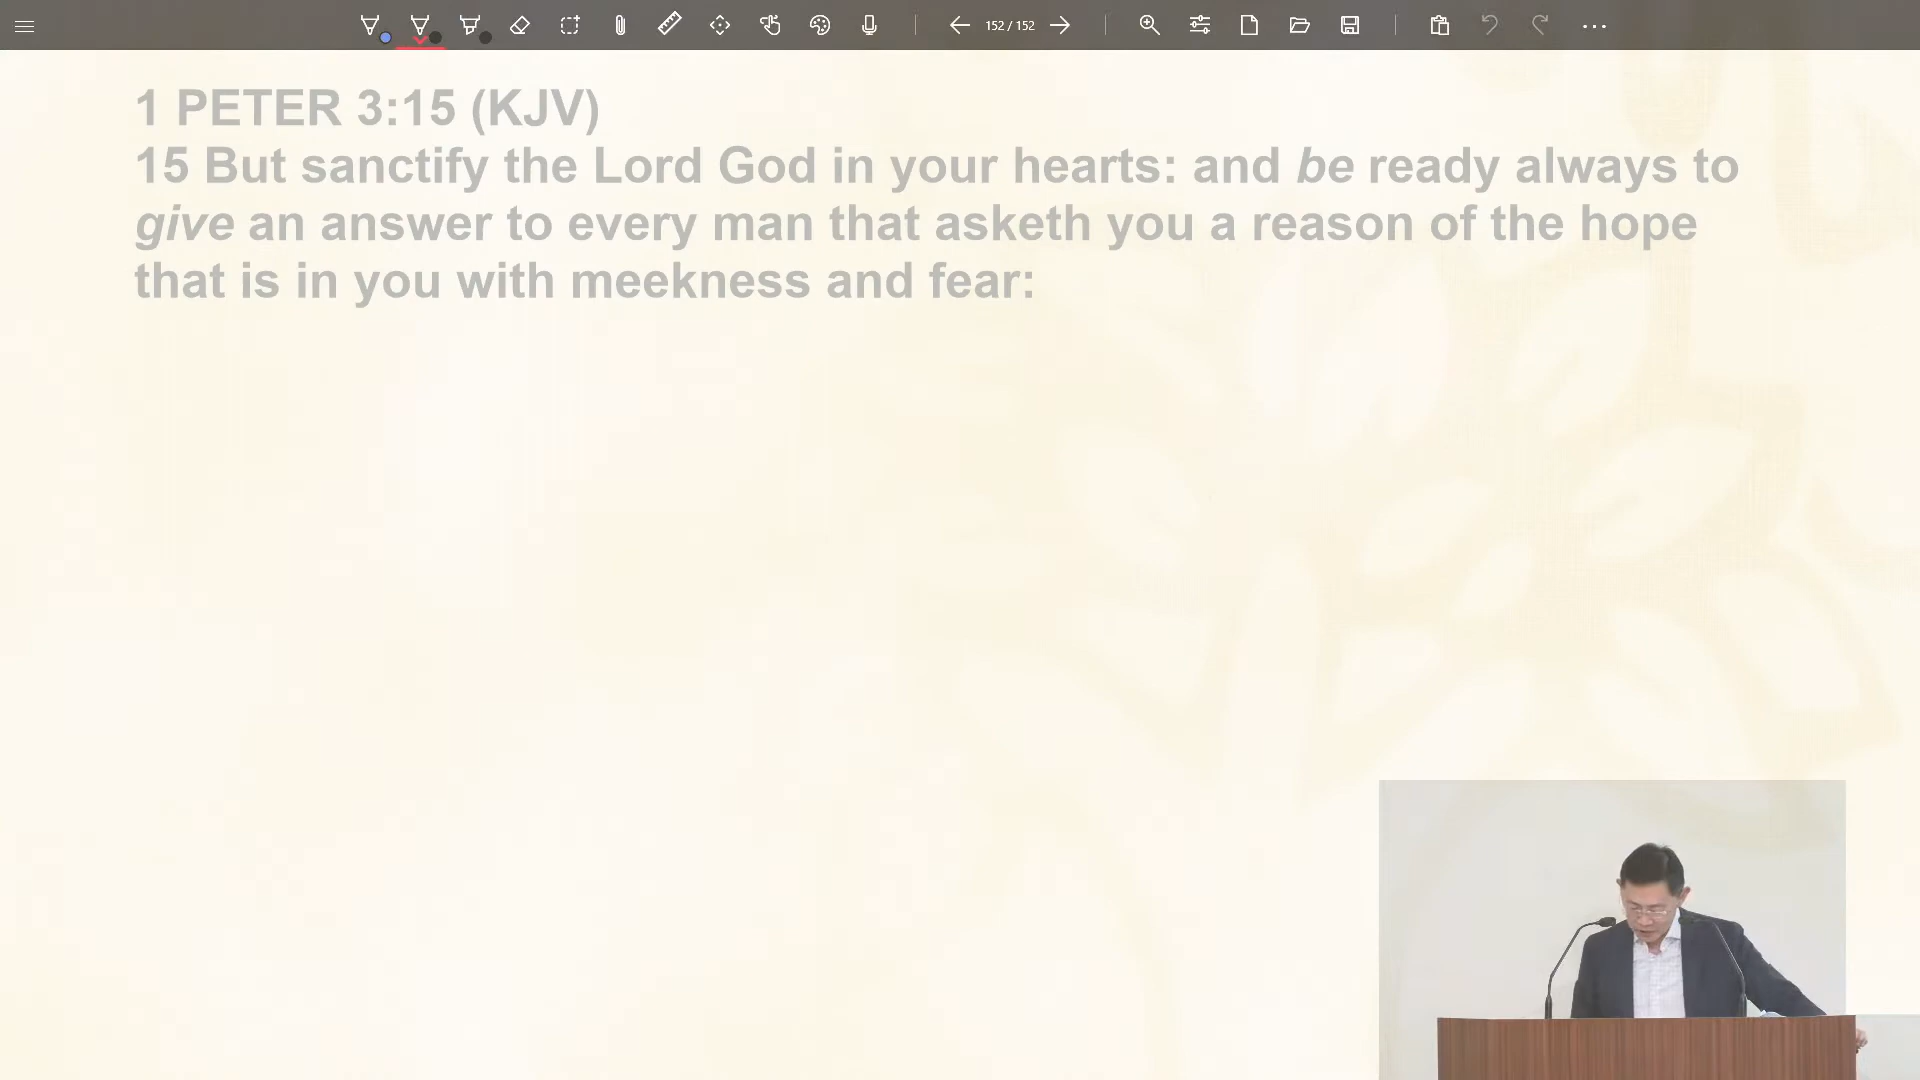 152 / 152
1 PETER 3:15 (KJV)
15 But sanctify the Lord God in your hearts: and be ready always to
give an answer to every man that asketh you a reason of the hope
that is in you with meekness and fear: